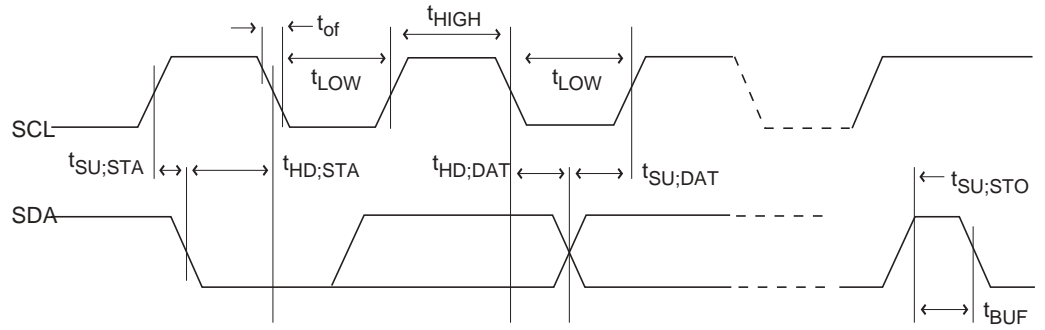 t_of
t_HIGH
t_LOW
t_LOW
SCL
t_SU;STA
t_HD;STA
t_HD;DAT
t_SU;DAT
t_SU;STO
SDA
t_BUF